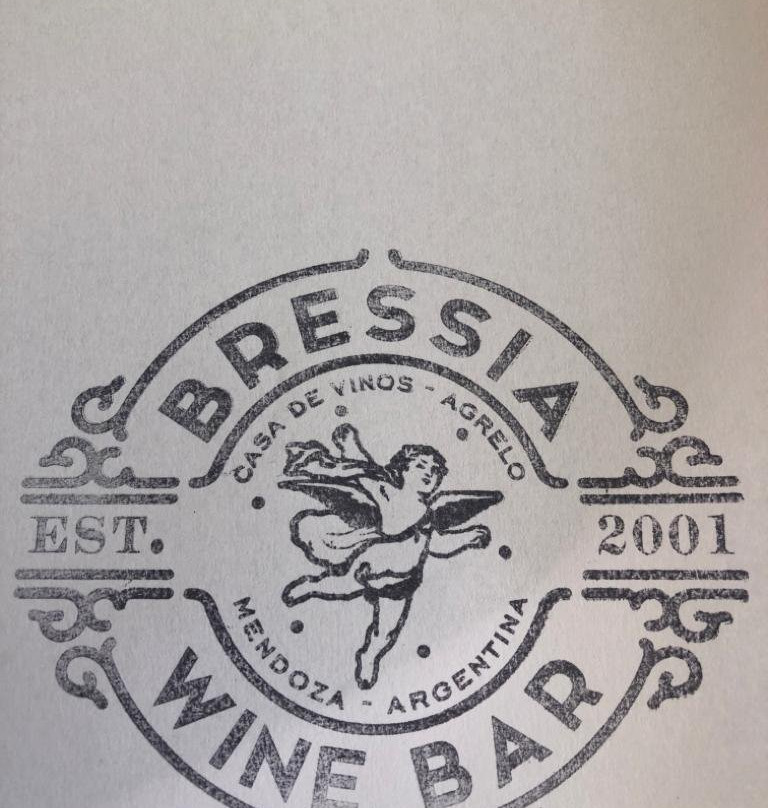 BRESSIA
CASA DE VINOS - AGRELO
EST. 2001
MENDOZA - ARGENTINA
WINE BAR